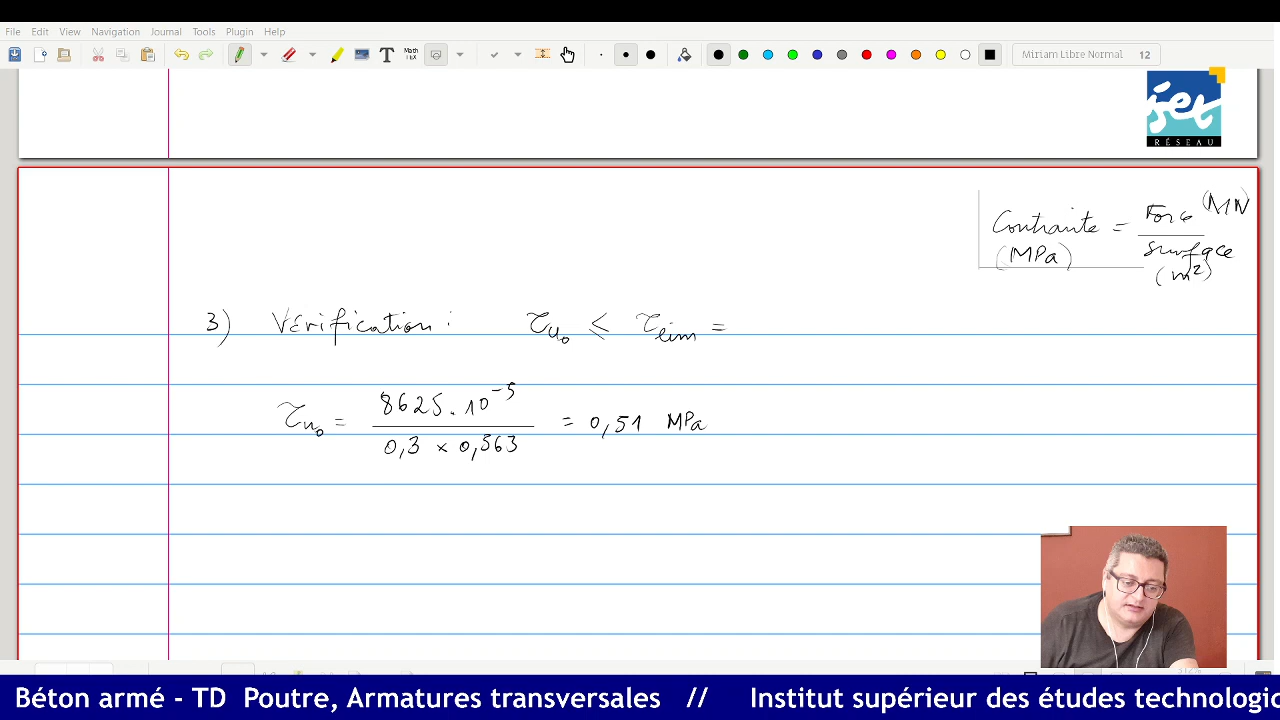 File Edit View Navigation Journal Tools Plugin Help
Miriam Libre Normal 12
iset
RÉSEAU
Contrainte = Force (MN)
(MPa) surface (m²)
3) Vérification : τu₀ ≤ τlim =
τu₀ = 8625.10⁻⁵ / 0,3 × 0,563 = 0,51 MPa
Béton armé - TD Poutre, Armatures transversales // Institut supérieur des études technologi